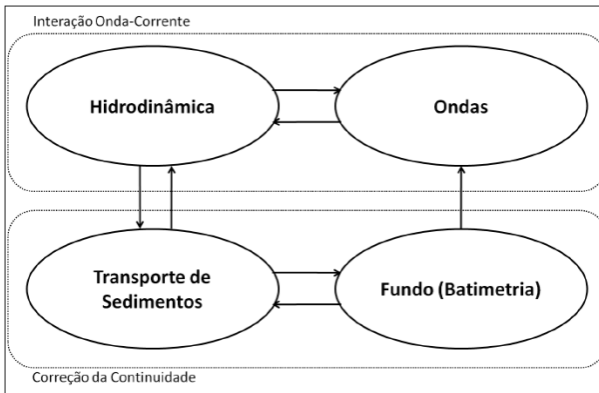 Interação Onda-Corrente
Hidrodinâmica
Ondas
Transporte de
Sedimentos
Fundo (Batimetria)
Correção da Continuidade